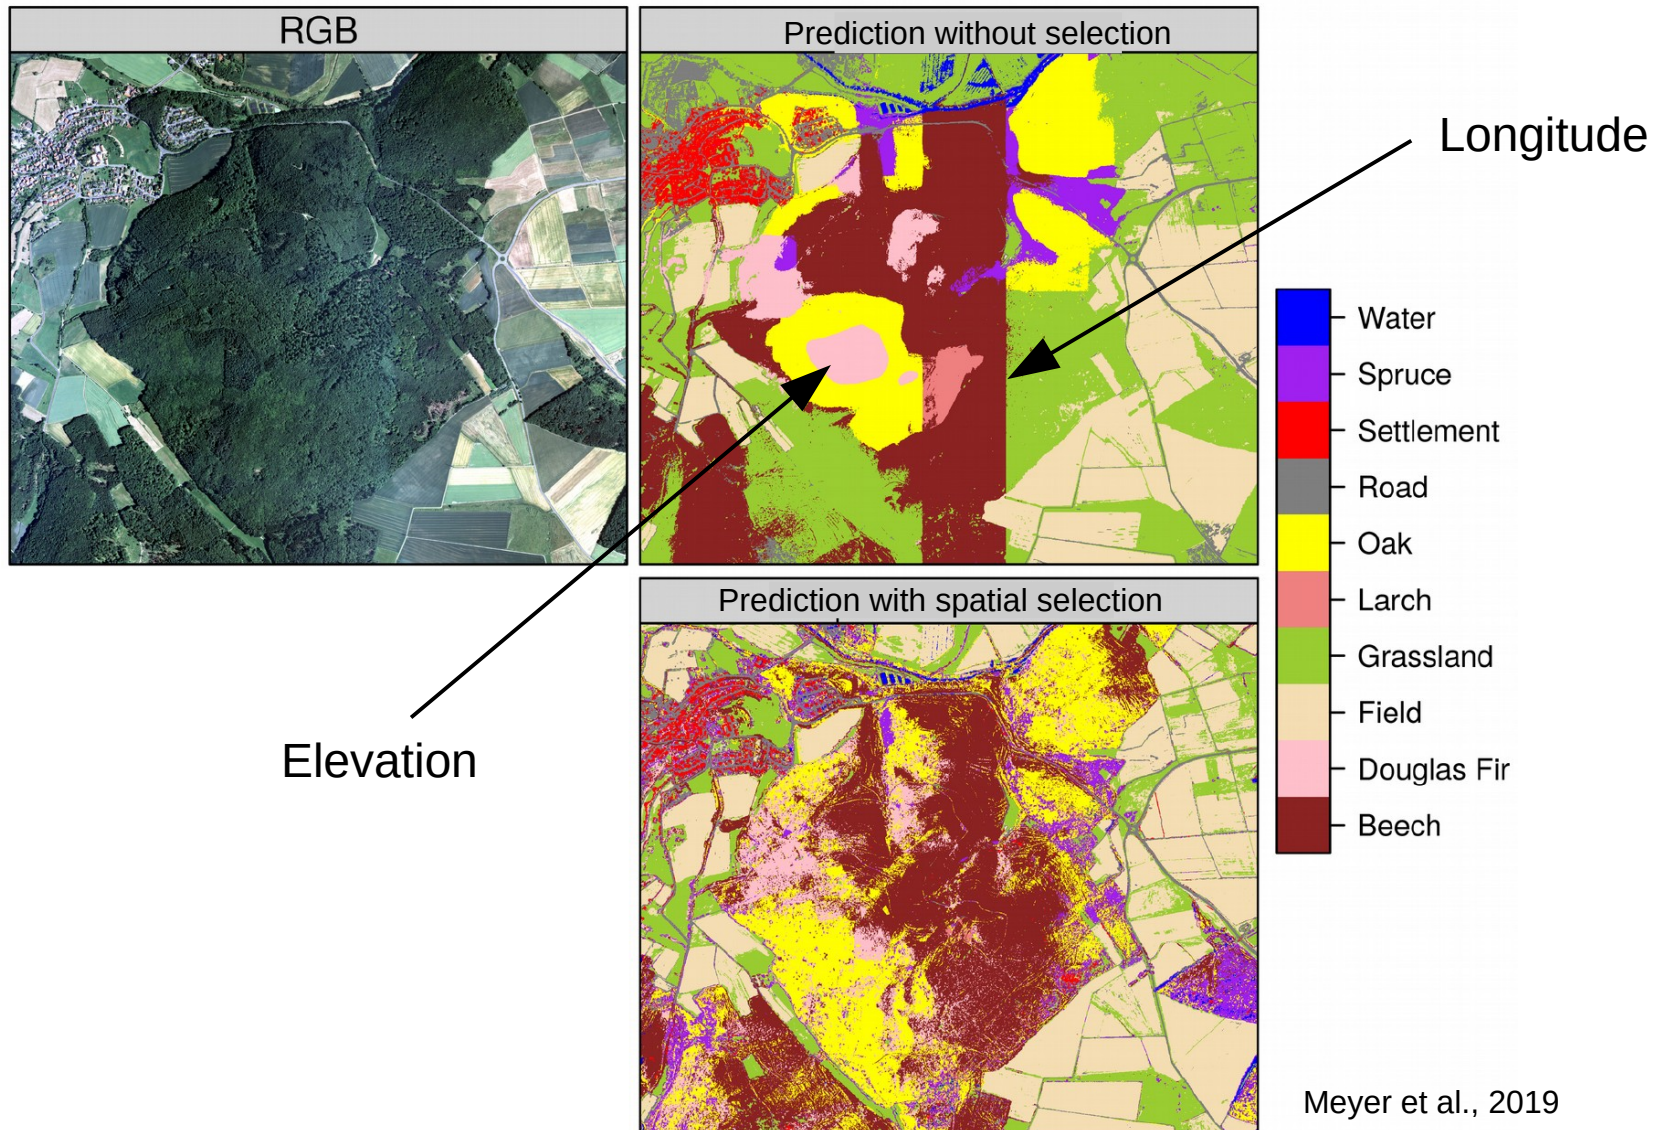 RGB
Prediction without selection
Longitude
Water
Spruce
Settlement
Road
Oak
Larch
Grassland
Field
Douglas Fir
Beech
Prediction with spatial selection
Elevation
Meyer et al., 2019